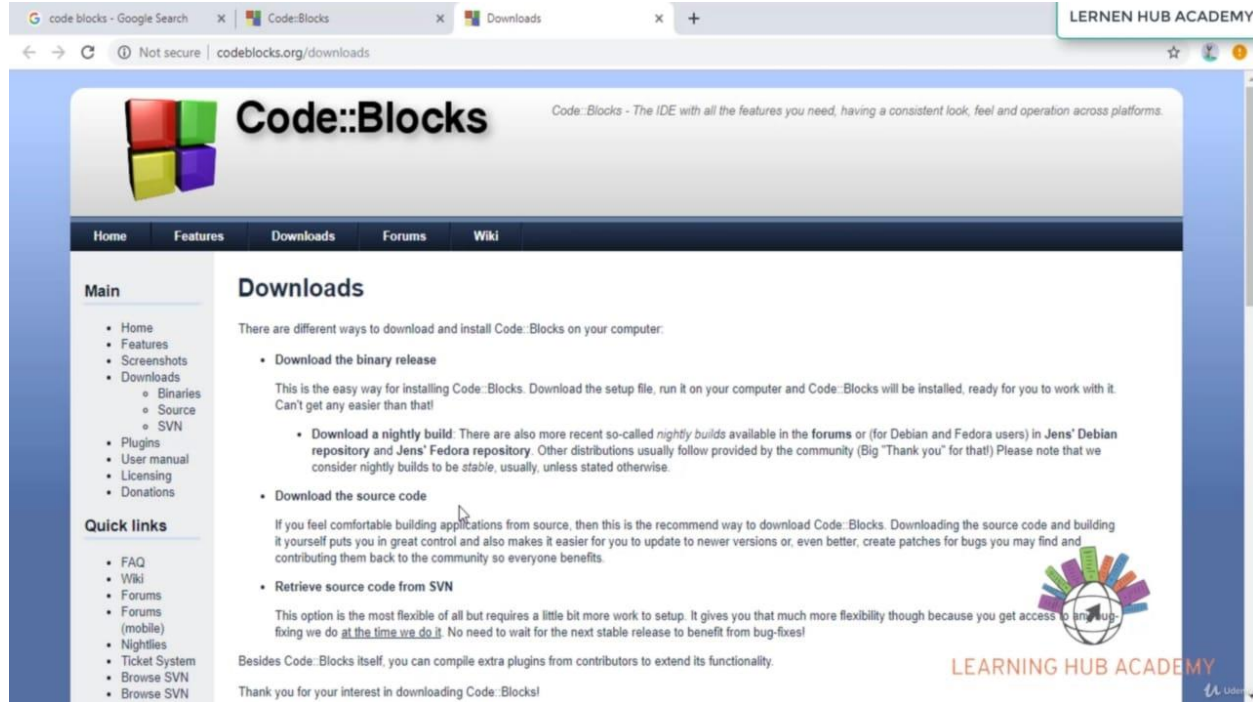 code blocks - Google Search
Code::Blocks
Downloads
LERNEN HUB ACADEMY
Not secure | codeblocks.org/downloads
Code::Blocks
Code::Blocks - The IDE with all the features you need, having a consistent look, feel and operation across platforms.
Home Features Downloads Forums Wiki
Main
Home
Features
Screenshots
Downloads
Binaries
Source
SVN
Plugins
User manual
Licensing
Donations
Quick links
FAQ
Wiki
Forums
Forums
(mobile)
Nightlies
Ticket System
Browse SVN
Browse SVN
Downloads
There are different ways to download and install Code::Blocks on your computer:
Download the binary release
This is the easy way for installing Code::Blocks. Download the setup file, run it on your computer and Code::Blocks will be installed, ready for you to work with it.
Can't get any easier than that!
Download a nightly build: There are also more recent so-called nightly builds available in the forums or (for Debian and Fedora users) in Jens' Debian
repository and Jens' Fedora repository. Other distributions usually follow provided by the community (Big "Thank you" for that!) Please note that we
consider nightly builds to be stable, usually, unless stated otherwise.
Download the source code
If you feel comfortable building applications from source, then this is the recommend way to download Code::Blocks. Downloading the source code and building
it yourself puts you in great control and also makes it easier for you to update to newer versions or, even better, create patches for bugs you may find and
contributing them back to the community so everyone benefits.
Retrieve source code from SVN
This option is the most flexible of all but requires a little bit more work to setup. It gives you that much more flexibility though because you get access to any bug-
fixing we do at the time we do it. No need to wait for the next stable release to benefit from bug-fixes!
Besides Code::Blocks itself, you can compile extra plugins from contributors to extend its functionality.
Thank you for your interest in downloading Code::Blocks!
LEARNING HUB ACADEMY